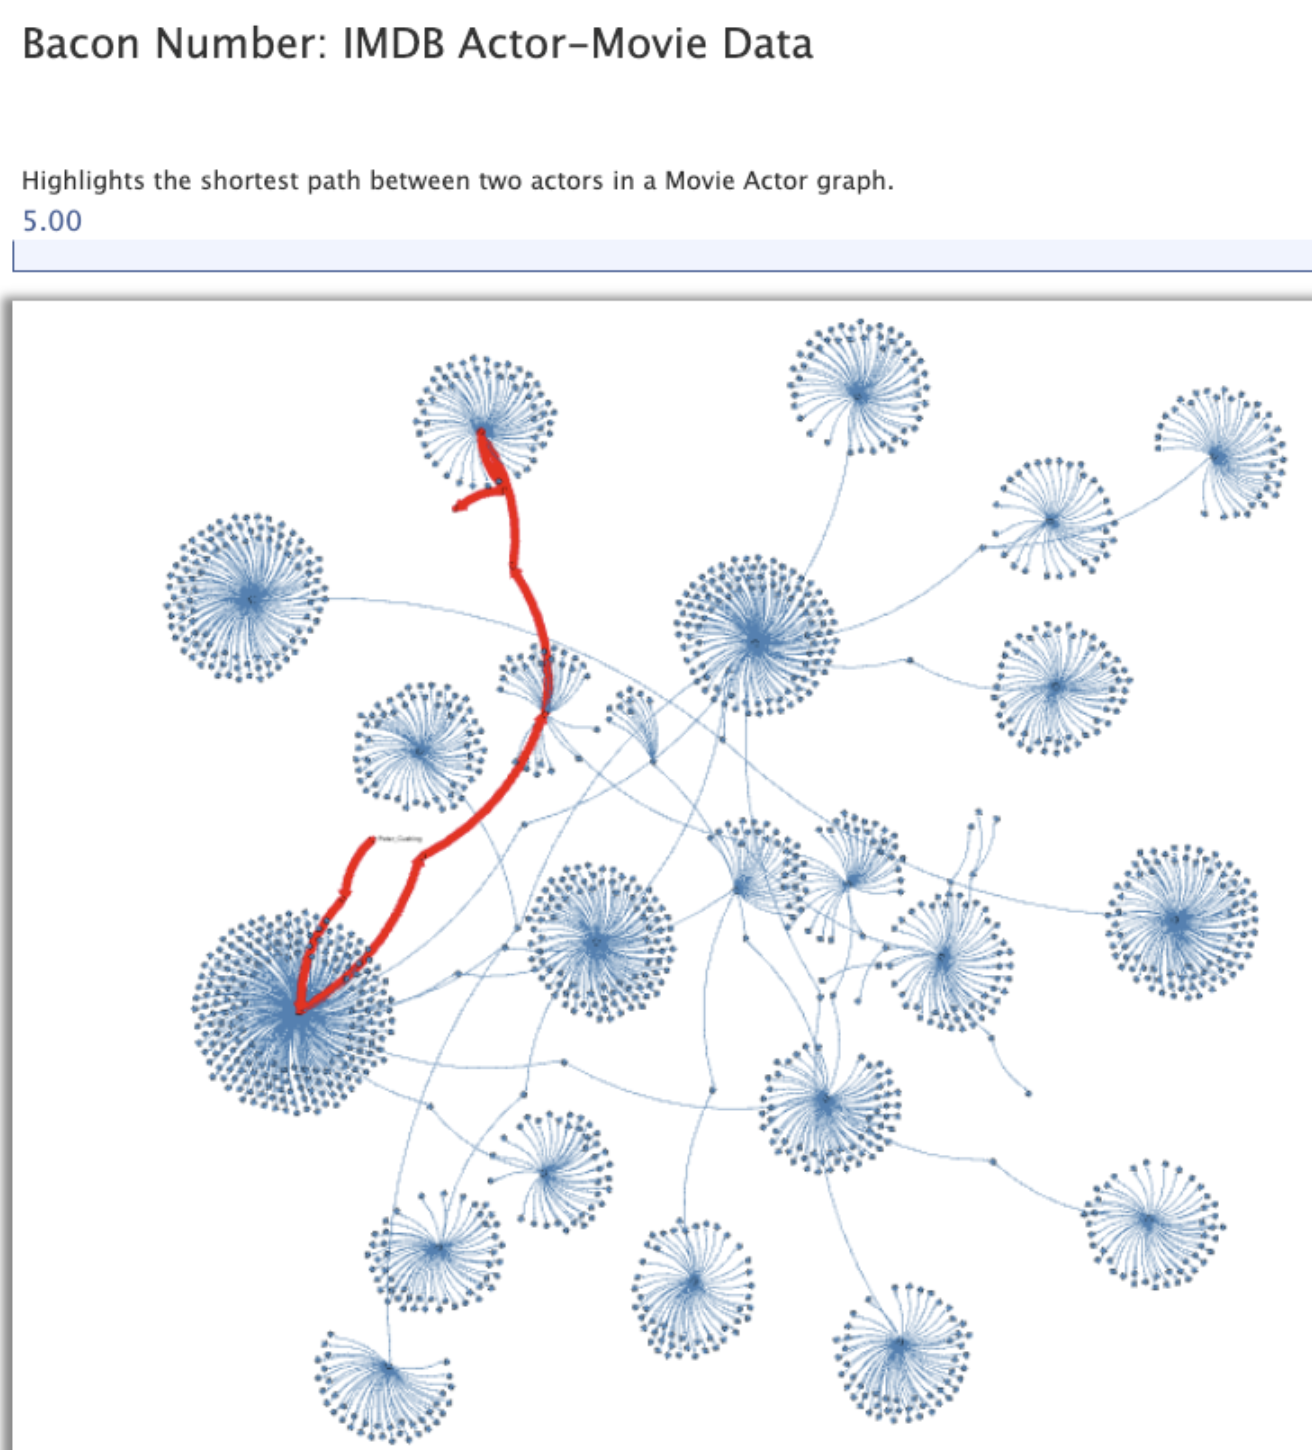 Bacon Number: IMDB Actor-Movie Data
Highlights the shortest path between two actors in a Movie Actor graph.
5.00